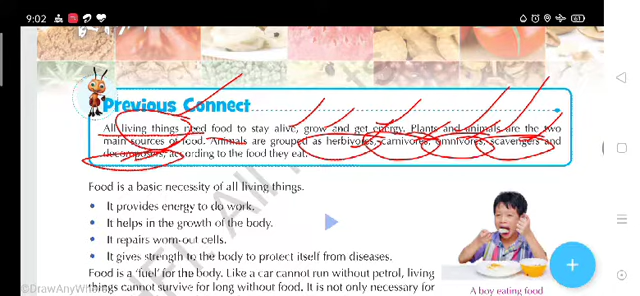 9:02
61
Previous Connect
All living things need food to stay alive, grow and get energy. Plants and animals are the two
main sources of food. Animals are grouped as herbivores, carnivores, omnivores, scavengers and
decomposers, according to the food they eat.
Food is a basic necessity of all living things.
• It provides energy to do work.
• It helps in the growth of the body.
• It repairs worn-out cells.
• It gives strength to the body to protect itself from diseases.
Food is a 'fuel' for the body. Like a car cannot run without petrol, living
things cannot survive for long without food. It is not only necessary for
A boy eating food